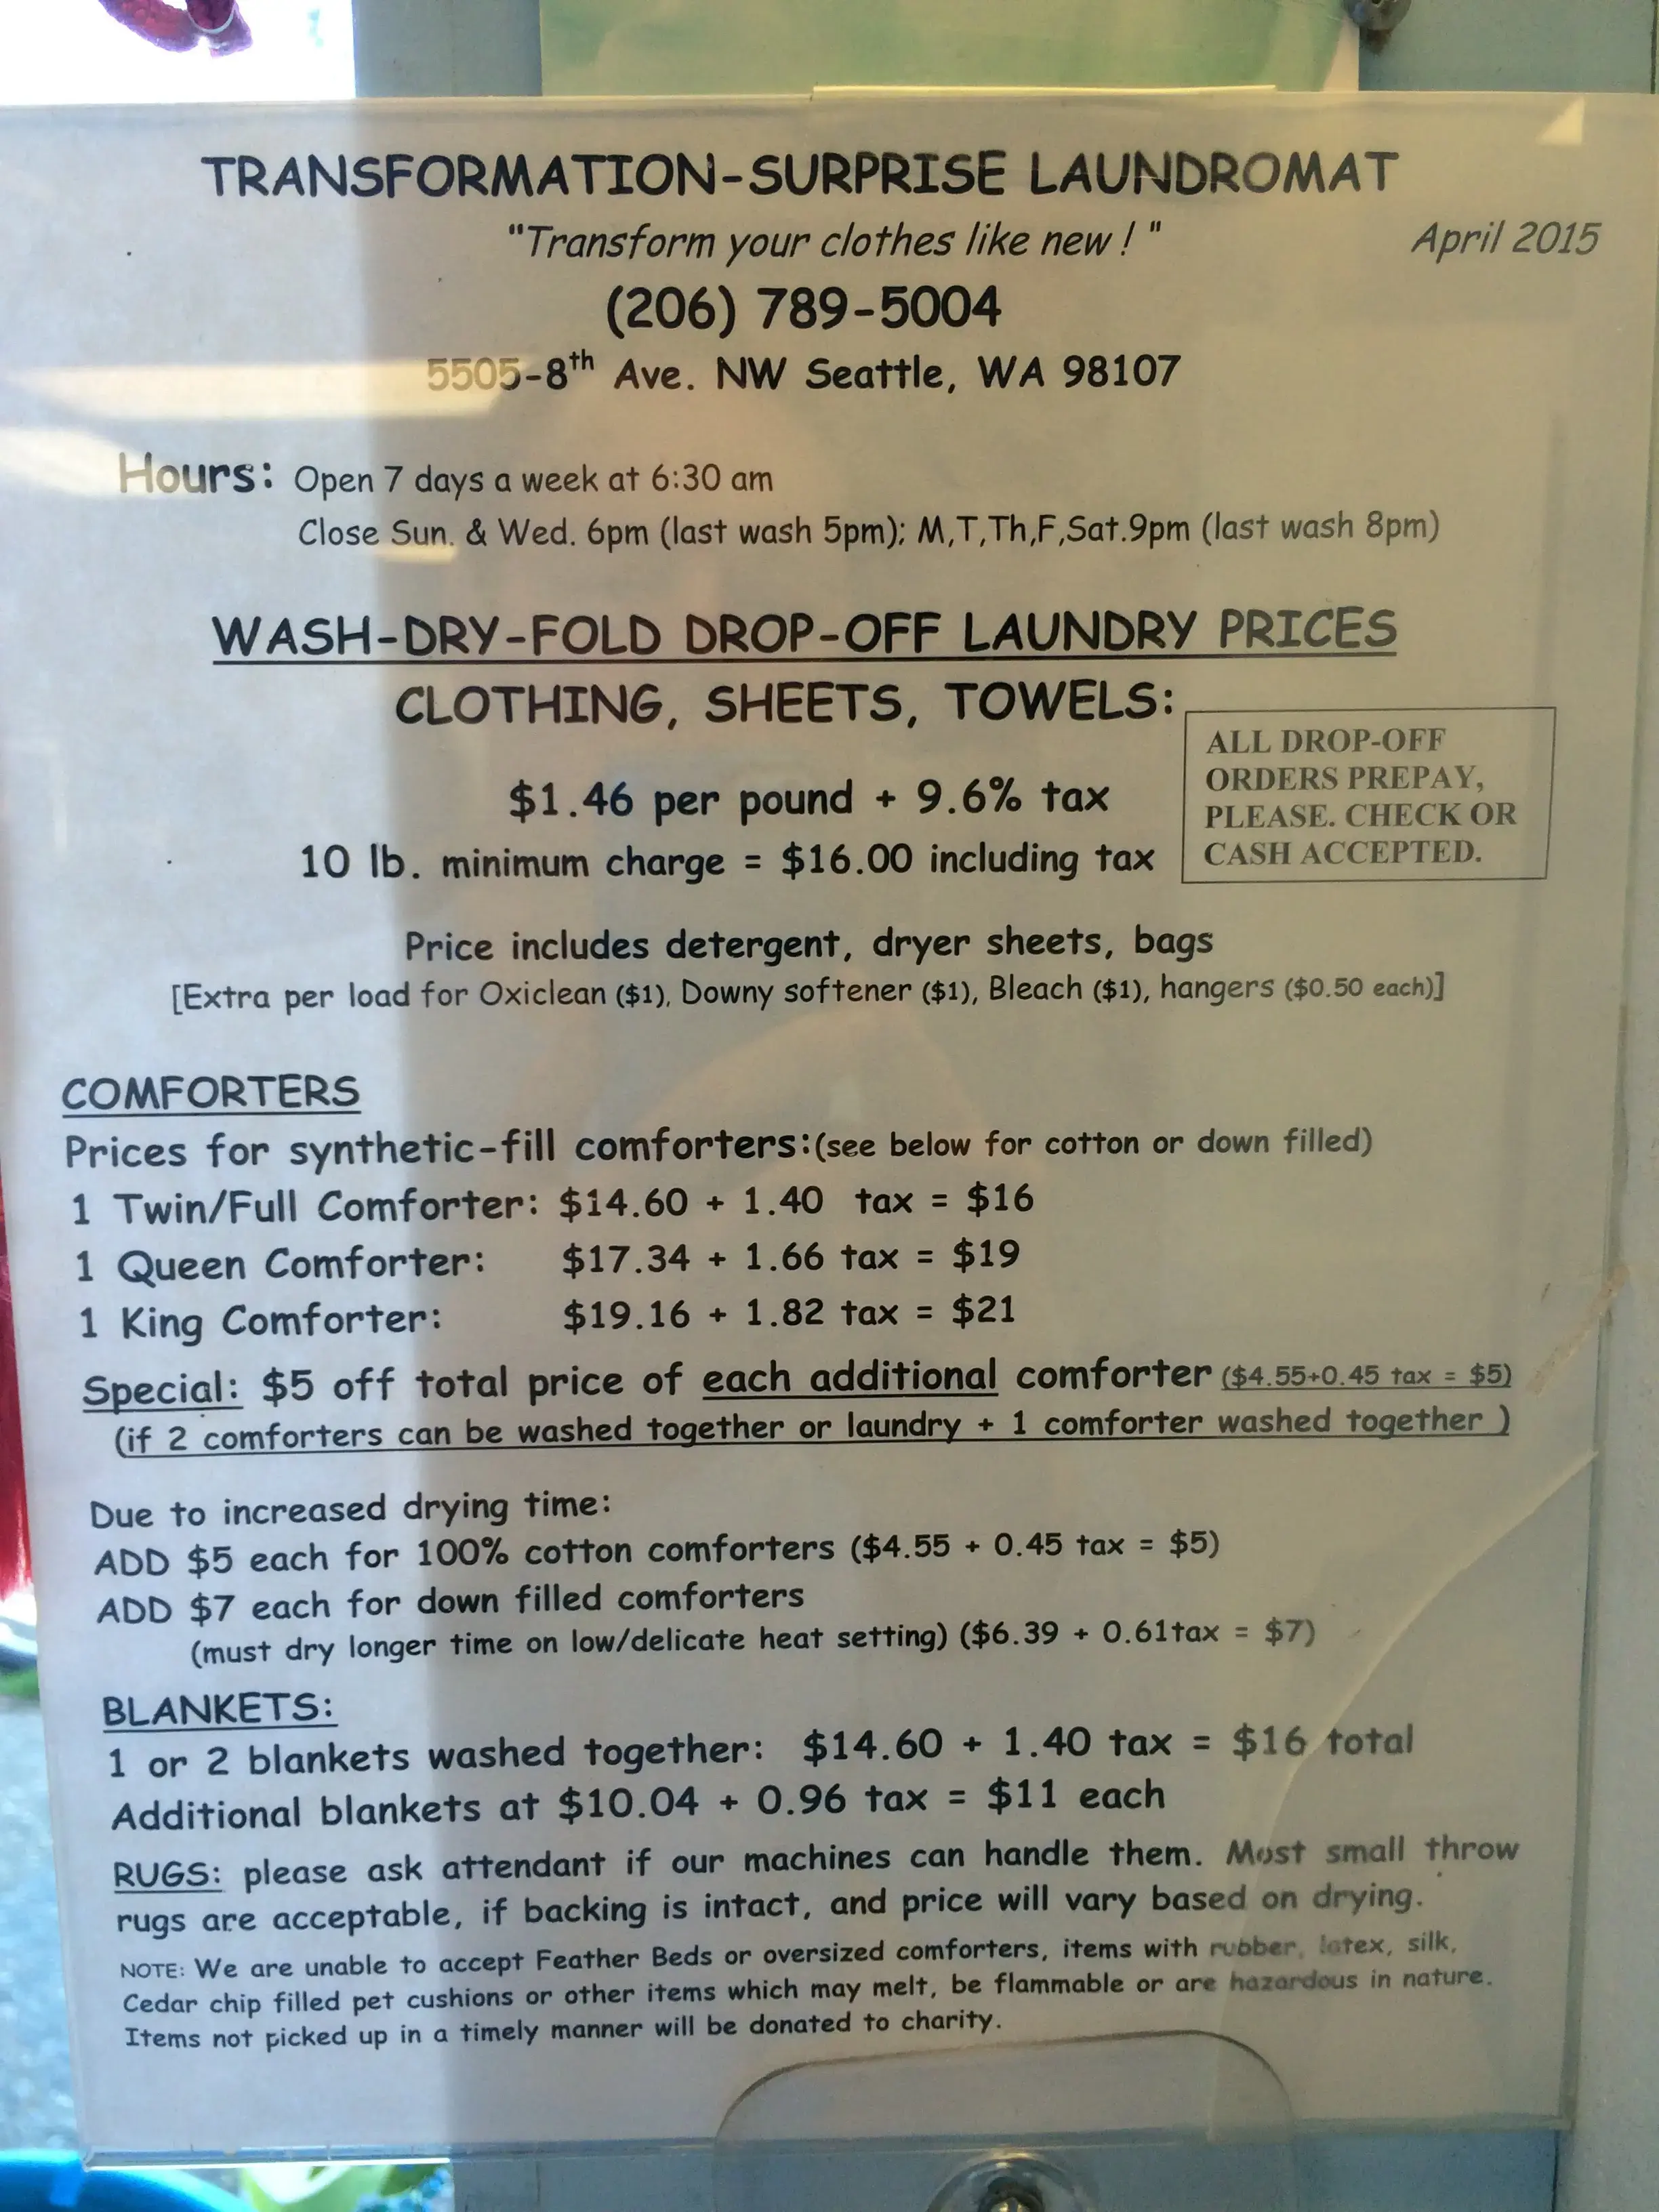 TRANSFORMATION-SURPRISE LAUNDROMAT
"Transform your clothes like new! "
April 2015
(206) 789-5004
5505-8th Ave. NW Seattle, WA 98107
Hours: Open 7 days a week at 6:30 am
Close Sun. & Wed. 6pm (last wash 5pm); M,T,Th,F,Sat.9pm (last wash 8pm)
WASH-DRY-FOLD DROP-OFF LAUNDRY PRICES
CLOTHING, SHEETS, TOWELS:
$1.46 per pound + 9.6% tax
10 lb. minimum charge = $16.00 including tax
ALL DROP-OFF
ORDERS PREPAY,
PLEASE. CHECK OR
CASH ACCEPTED.
Price includes detergent, dryer sheets, bags
[Extra per load for Oxiclean ($1), Downy softener ($1), Bleach ($1), hangers ($0.50 each)]
COMFORTERS
Prices for synthetic-fill comforters:(see below for cotton or down filled)
1 Twin/Full Comforter: $14.60 + 1.40 tax = $16
1 Queen Comforter: $17.34 + 1.66 tax = $19
1 King Comforter: $19.16 + 1.82 tax = $21
Special: $5 off total price of each additional comforter ($4.55+0.45 tax = $5)
(if 2 comforters can be washed together or laundry + 1 comforter washed together )
Due to increased drying time:
ADD $5 each for 100% cotton comforters ($4.55 + 0.45 tax = $5)
ADD $7 each for down filled comforters
(must dry longer time on low/delicate heat setting) ($6.39 + 0.61tax = $7)
BLANKETS:
1 or 2 blankets washed together: $14.60 + 1.40 tax = $16 total
Additional blankets at $10.04 + 0.96 tax = $11 each
RUGS: please ask attendant if our machines can handle them. Most small throw
rugs are acceptable, if backing is intact, and price will vary based on drying.
NOTE: We are unable to accept Feather Beds or oversized comforters, items with rubber, latex, silk,
Cedar chip filled pet cushions or other items which may melt, be flammable or are hazardous in nature.
Items not picked up in a timely manner will be donated to charity.